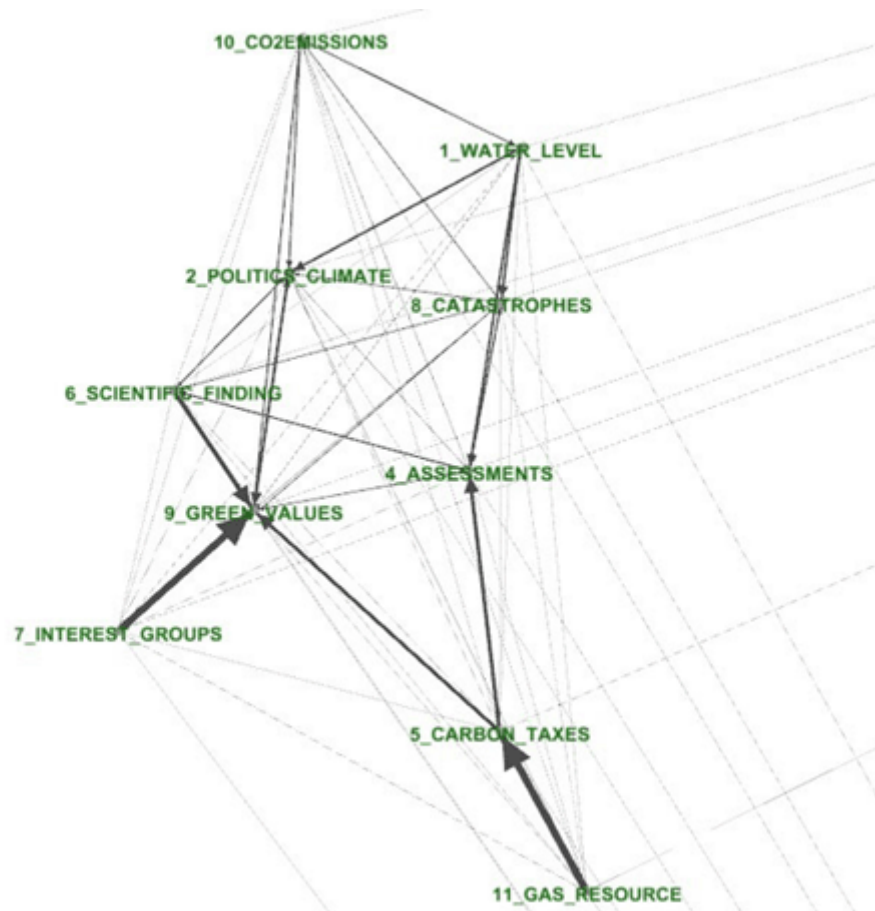 10_CO2EMISSIONS
1_WATER_LEVEL
2_POLITICS_CLIMATE
8_CATASTROPHES
6_SCIENTIFIC_FINDING
4_ASSESSMENTS
9_GREEN_VALUES
7_INTEREST_GROUPS
5_CARBON_TAXES
11_GAS_RESOURCE